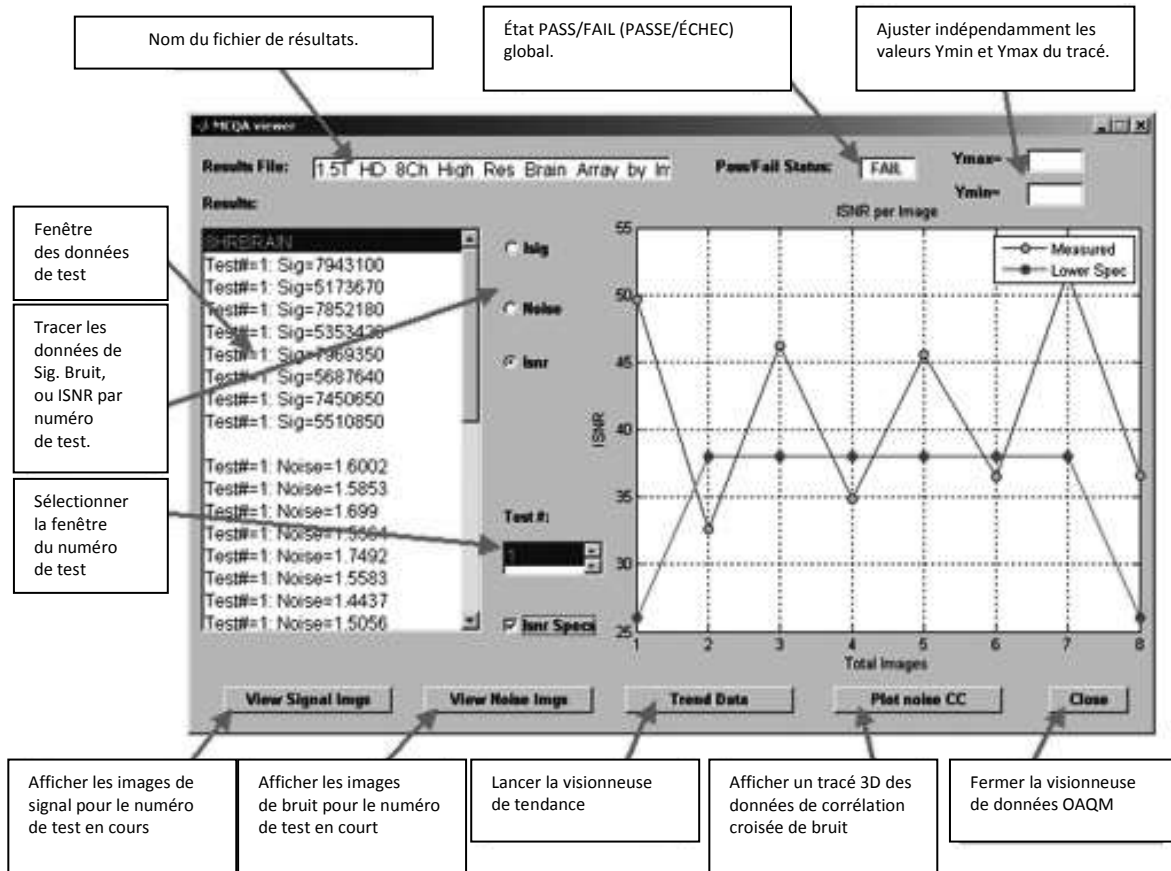 Nom du fichier de résultats.
État PASS/FAIL (PASSE/ÉCHEC)
global.
Ajuster indépendamment les
valeurs Ymin et Ymax du tracé.
MCQA viewer
Results File:
1.5T HD 8Ch High Res Brain Array by Im
Pass/Fail Status:
FAIL
Ymax=
Ymin=
Results:
8HRBRAIN
Test#=1: Sig=7943100
Test#=1: Sig=5173670
Test#=1: Sig=7852180
Test#=1: Sig=5353420
Test#=1: Sig=7969350
Test#=1: Sig=5687640
Test#=1: Sig=7450650
Test#=1: Sig=5510850
Test#=1: Noise=1.6002
Test#=1: Noise=1.5853
Test#=1: Noise=1.699
Test#=1:
Test#=1: Noise=1.7492
Test#=1: Noise=1.5583
Test#=1: Noise=1.4437
Test#=1: Noise=1.5056
Isig
Noise
Isnr
Test #:
1
Isnr Specs
ISNR per Image
Measured
Lower Spec
55
50
45
40
35
30
25
ISNR
1 2 3 4 5 6 7 8
Total Images
View Signal Imgs
View Noise Imgs
Trend Data
Plot noise CC
Close
Fenêtre
des données
de test
Tracer les
données de
Sig. Bruit,
ou ISNR par
numéro
de test.
Sélectionner
la fenêtre
du numéro
de test
Afficher les images de
signal pour le numéro
de test en cours
Afficher les images
de bruit pour le numéro
de test en court
Lancer la visionneuse
de tendance
Afficher un tracé 3D des
données de corrélation
croisée de bruit
Fermer la visionneuse
de données OAQM